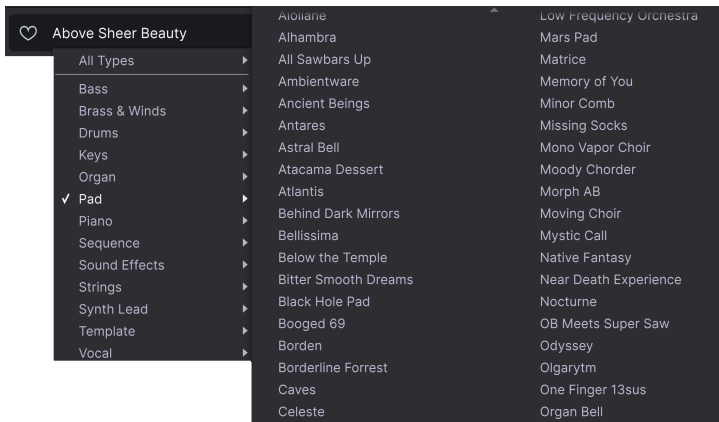 Above Sheer Beauty
All Types
Bass
Brass & Winds
Drums
Keys
Organ
Pad
Piano
Sequence
Sound Effects
Strings
Synth Lead
Template
Vocal
Aioliane
Alhambra
All Sawbars Up
Ambientware
Ancient Beings
Antares
Astral Bell
Atacama Dessert
Atlantis
Behind Dark Mirrors
Bellissima
Below the Temple
Bitter Smooth Dreams
Black Hole Pad
Booged 69
Borden
Borderline Forrest
Caves
Celeste
Low Frequency Orchestra
Mars Pad
Matrice
Memory of You
Minor Comb
Missing Socks
Mono Vapor Choir
Moody Chorder
Morph AB
Moving Choir
Mystic Call
Native Fantasy
Near Death Experience
Nocturne
OB Meets Super Saw
Odyssey
Olgarytm
One Finger 13sus
Organ Bell